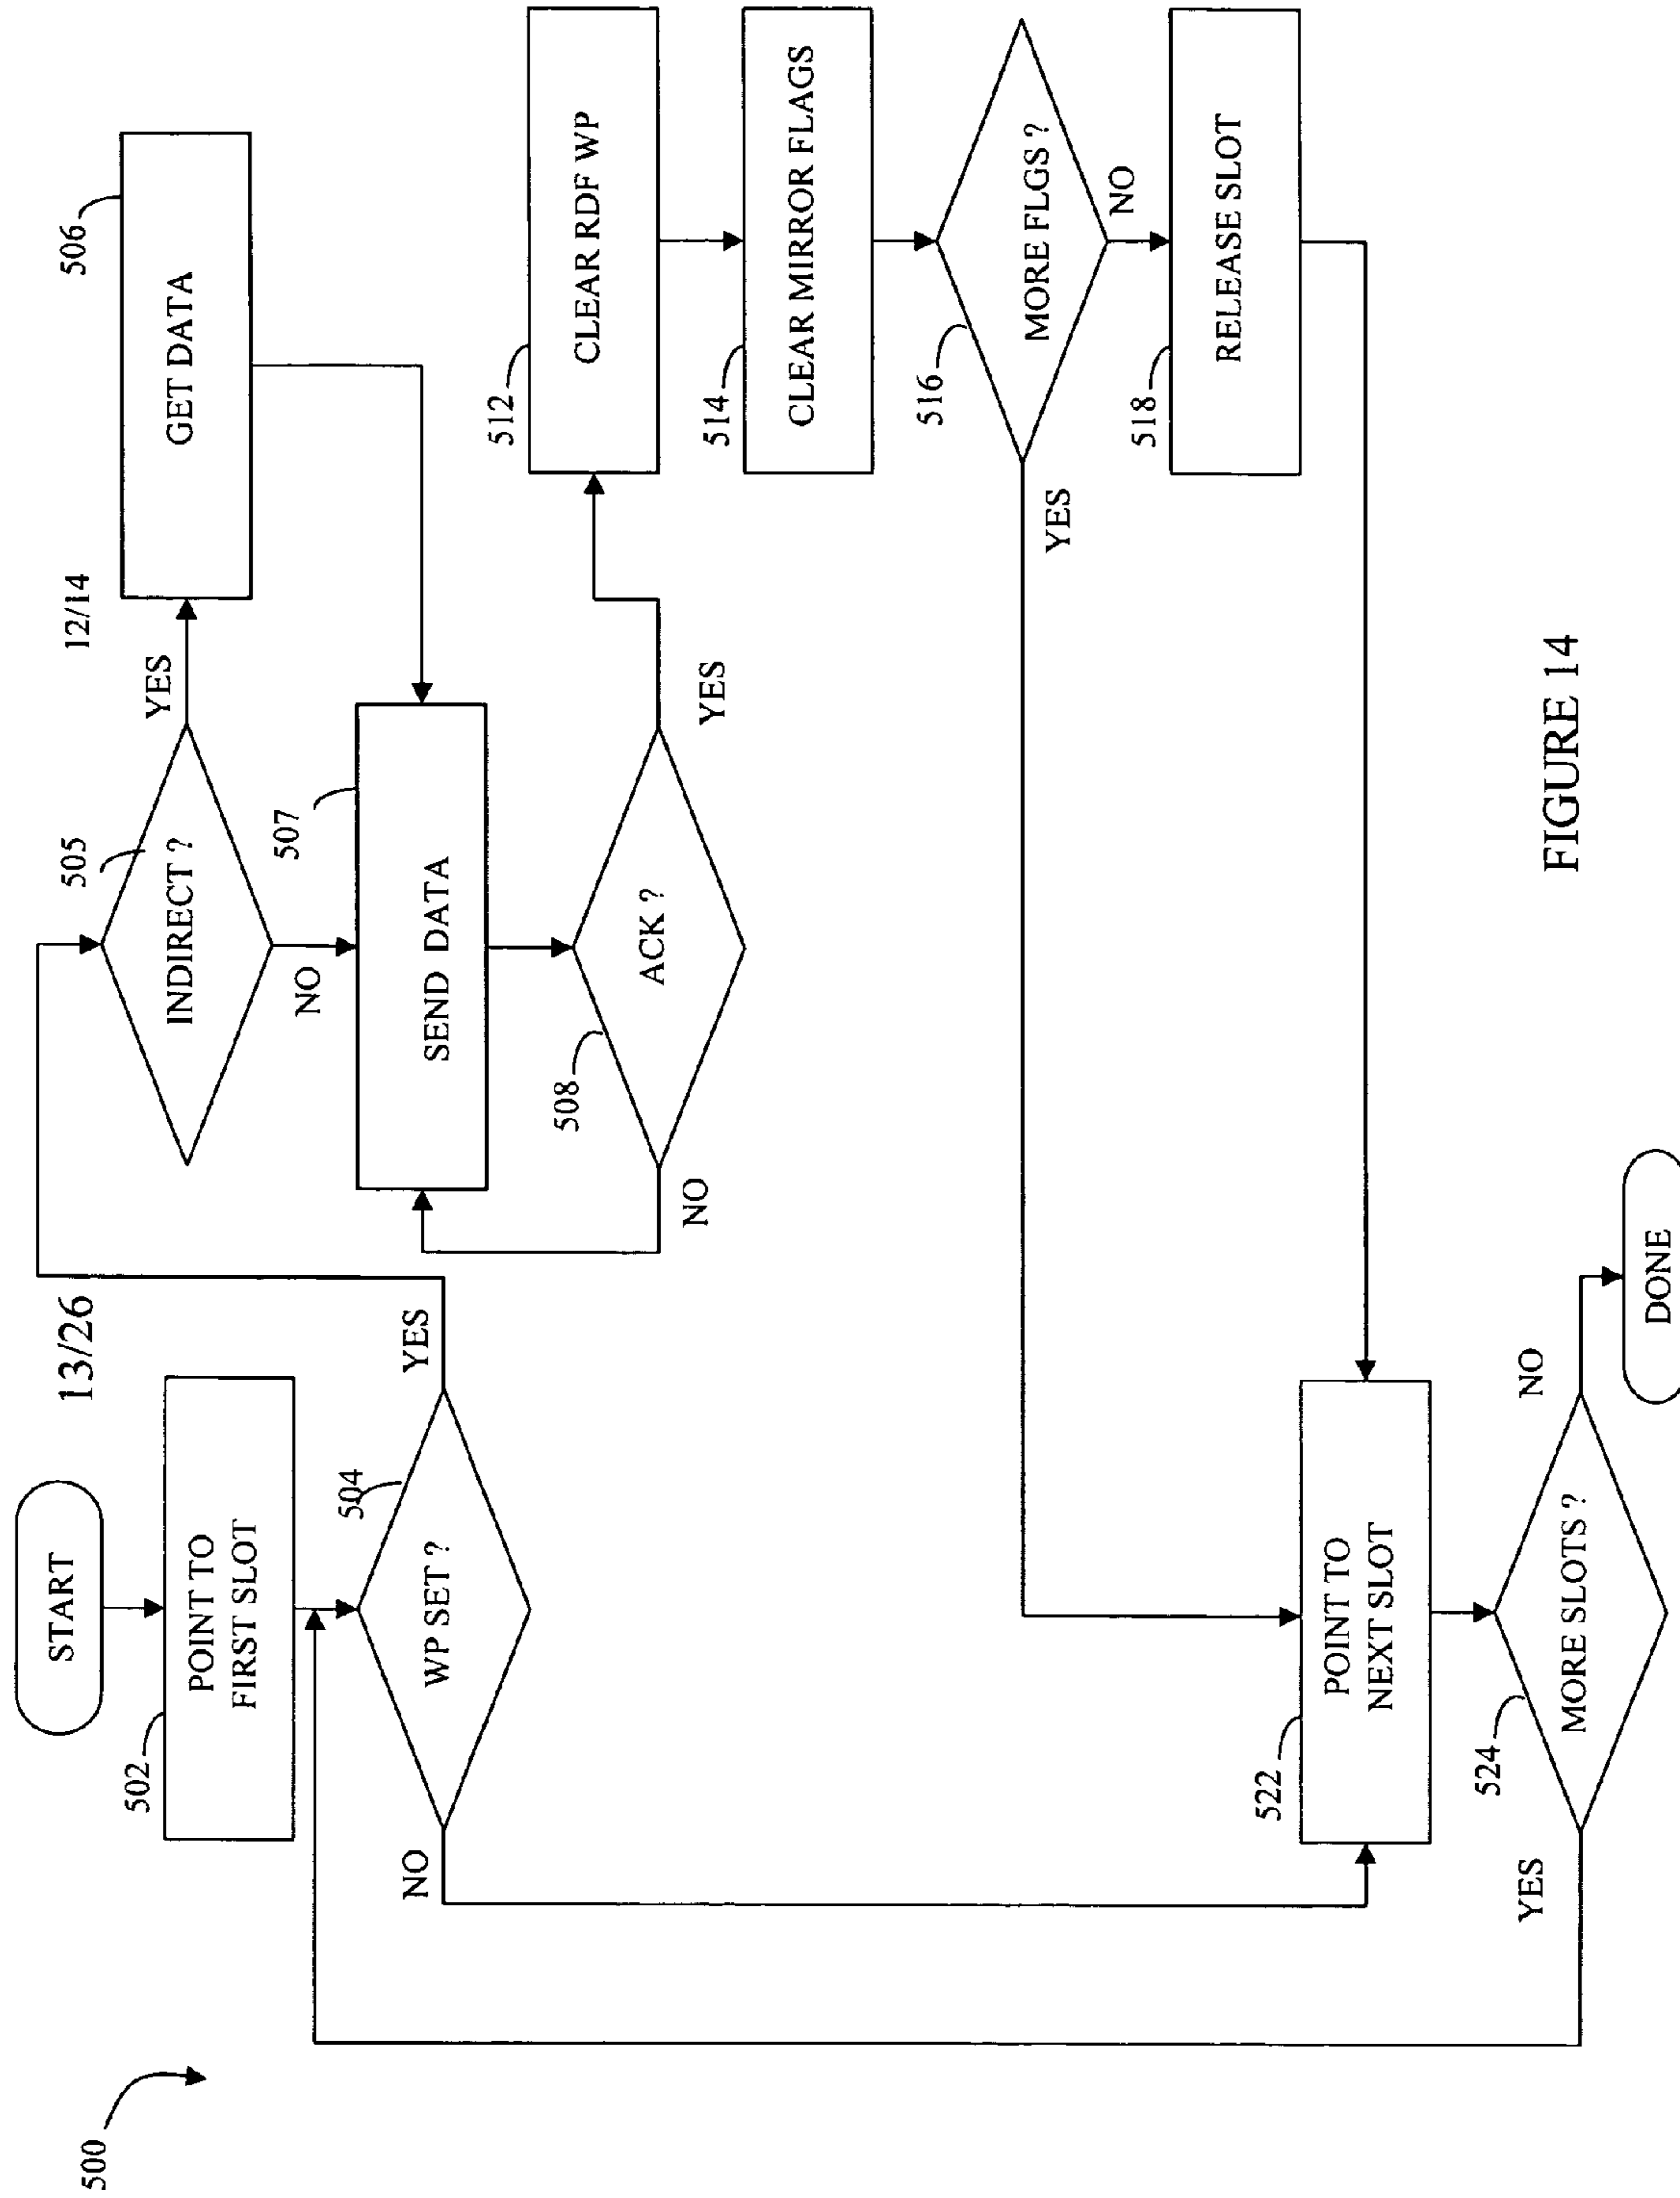 13/26
12/14
500
START
502
POINT TO
FIRST SLOT
504
WP SET ?
YES
NO
505
INDIRECT ?
YES
NO
506
GET DATA
507
SEND DATA
508
ACK ?
YES
NO
512
CLEAR RDF WP
514
CLEAR MIRROR FLAGS
516
MORE FLGS ?
YES
NO
518
RELEASE SLOT
522
POINT TO
NEXT SLOT
524
MORE SLOTS ?
YES
NO
DONE
FIGURE 14